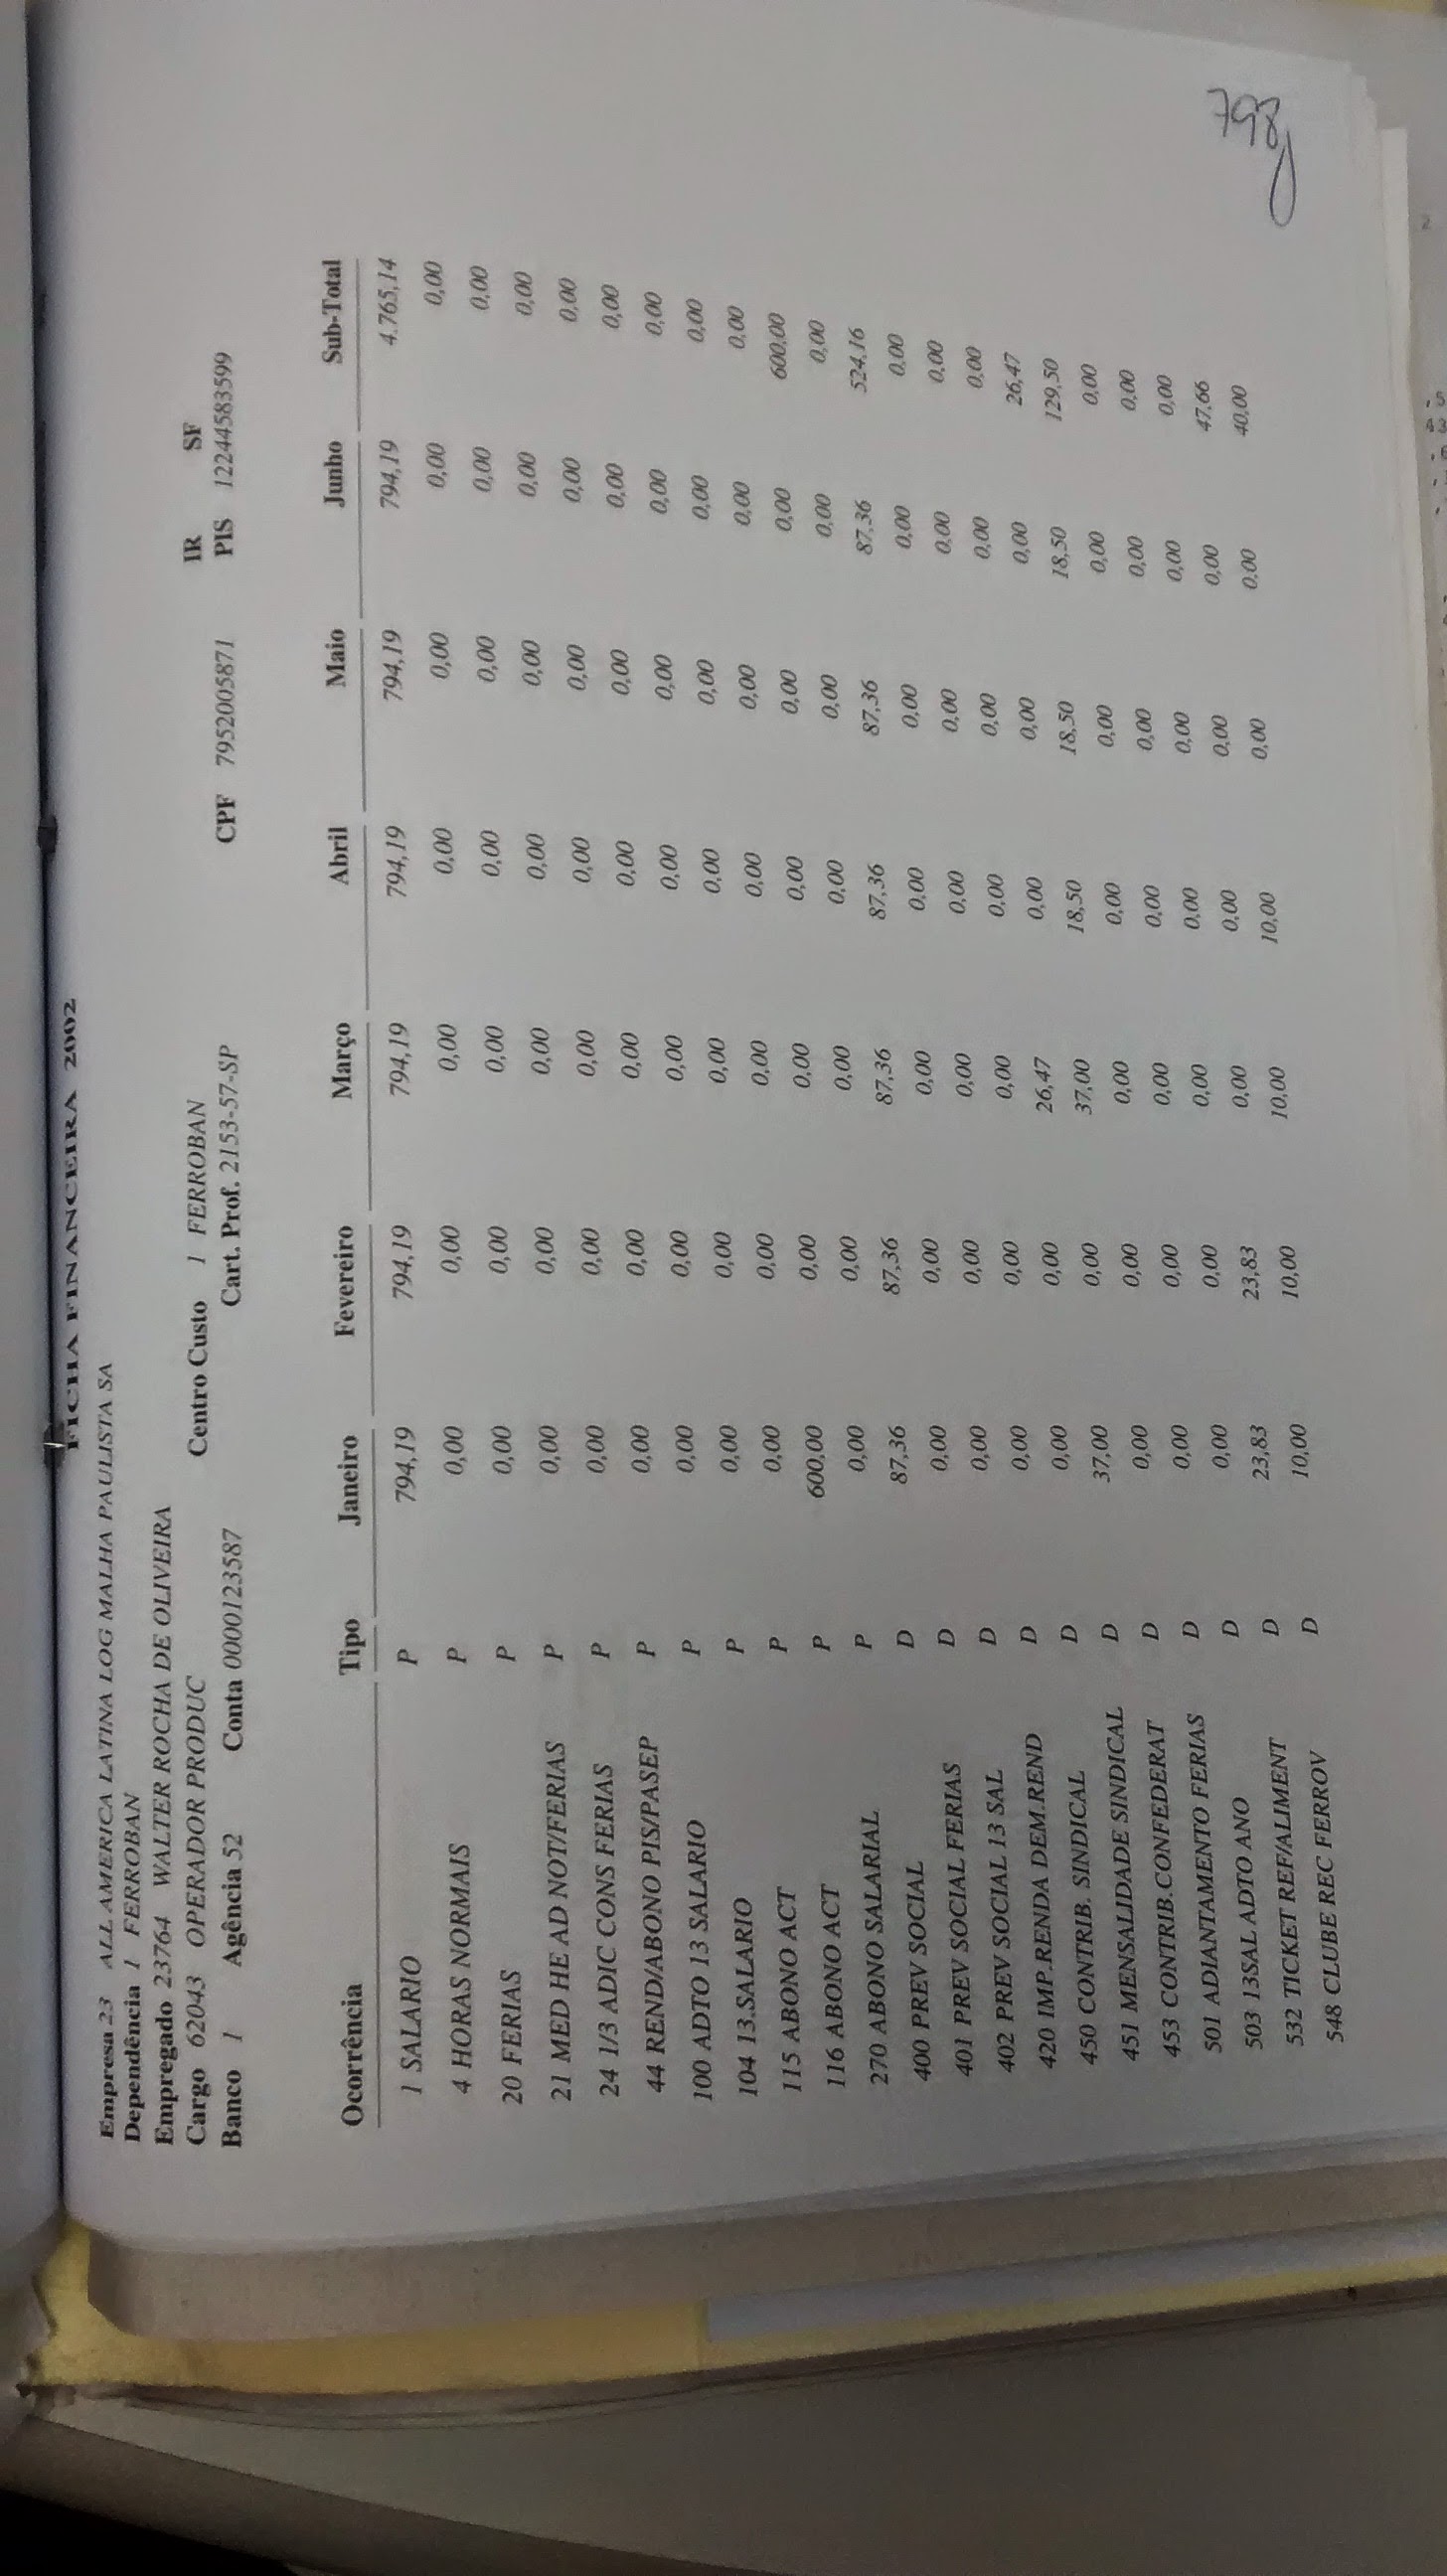 FICHA FINANCEIRA 2002
Empresa 23 ALL AMERICA LATINA LOG MALHA PAULISTA SA
Dependência 1 FERROBAN
Empregado 23764 WALTER ROCHA DE OLIVEIRA
Cargo 62043 OPERADOR PRODUC Centro Custo 1 FERROBAN IR SF
Banco 1 Agência 52 Conta 0000123587 Cart. Prof. 2153-57-SP CPF 7952005871 PIS 12244583599
Ocorrência Tipo Janeiro Fevereiro Março Abril Maio Junho Sub-Total
1 SALARIO P 794,19 794,19 794,19 794,19 794,19 794,19 4.765,14
4 HORAS NORMAIS P 0,00 0,00 0,00 0,00 0,00 0,00 0,00
20 FERIAS P 0,00 0,00 0,00 0,00 0,00 0,00 0,00
21 MED HE AD NOT/FERIAS P 0,00 0,00 0,00 0,00 0,00 0,00 0,00
24 1/3 ADIC CONS FERIAS P 0,00 0,00 0,00 0,00 0,00 0,00 0,00
44 REND/ABONO PIS/PASEP P 0,00 0,00 0,00 0,00 0,00 0,00 0,00
100 ADTO 13 SALARIO P 0,00 0,00 0,00 0,00 0,00 0,00 0,00
104 13.SALARIO P 0,00 0,00 0,00 0,00 0,00 0,00 0,00
115 ABONO ACT P 0,00 0,00 0,00 0,00 0,00 0,00 0,00
116 ABONO ACT P 600,00 0,00 0,00 0,00 0,00 0,00 600,00
270 ABONO SALARIAL P 0,00 0,00 0,00 0,00 0,00 0,00 0,00
400 PREV SOCIAL D 87,36 87,36 87,36 87,36 87,36 87,36 524,16
401 PREV SOCIAL FERIAS D 0,00 0,00 0,00 0,00 0,00 0,00 0,00
402 PREV SOCIAL 13 SAL D 0,00 0,00 0,00 0,00 0,00 0,00 0,00
420 IMP.RENDA DEM.REND D 0,00 0,00 0,00 0,00 0,00 0,00 0,00
450 CONTRIB. SINDICAL D 0,00 0,00 26,47 0,00 0,00 0,00 26,47
451 MENSALIDADE SINDICAL D 37,00 0,00 37,00 18,50 18,50 18,50 129,50
453 CONTRIB.CONFEDERAT D 0,00 0,00 0,00 0,00 0,00 0,00 0,00
501 ADIANTAMENTO FERIAS D 0,00 0,00 0,00 0,00 0,00 0,00 0,00
503 13SAL ADTO ANO D 0,00 0,00 0,00 0,00 0,00 0,00 0,00
532 TICKET REF/ALIMENT D 23,83 23,83 0,00 0,00 0,00 0,00 47,66
548 CLUBE REC FERROV D 10,00 10,00 10,00 10,00 0,00 0,00 40,00
798